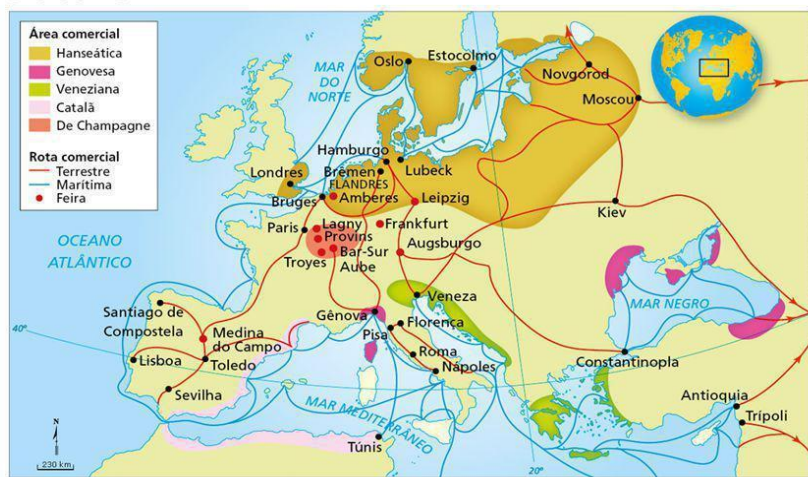 Área comercial
Hanseática
Genovesa
Veneziana
Catalã
De Champagne
Rota comercial
Terrestre
Marítima
Feira
MAR
DO
NORTE
Oslo
Estocolmo
Novgorod
Moscou
Hamburgo
Brêmen
Lubeck
Londres
FLANDRES
Bruges
Amberes
Leipzig
Kiev
Paris
Lagny
Provins
Frankfurt
Troyes
Bar-Sur
Aube
Augsburgo
OCEANO
ATLÂNTICO
Veneza
MAR NEGRO
Santiago de
Compostela
Gênova
Pisa
Florença
40°
Medina
do Campo
Roma
Constantinopla
Lisboa
Toledo
Nápoles
Sevilha
Antioquia
MAR MEDITERRÂNEO
Trípoli
Túnis
N
230 km
20°